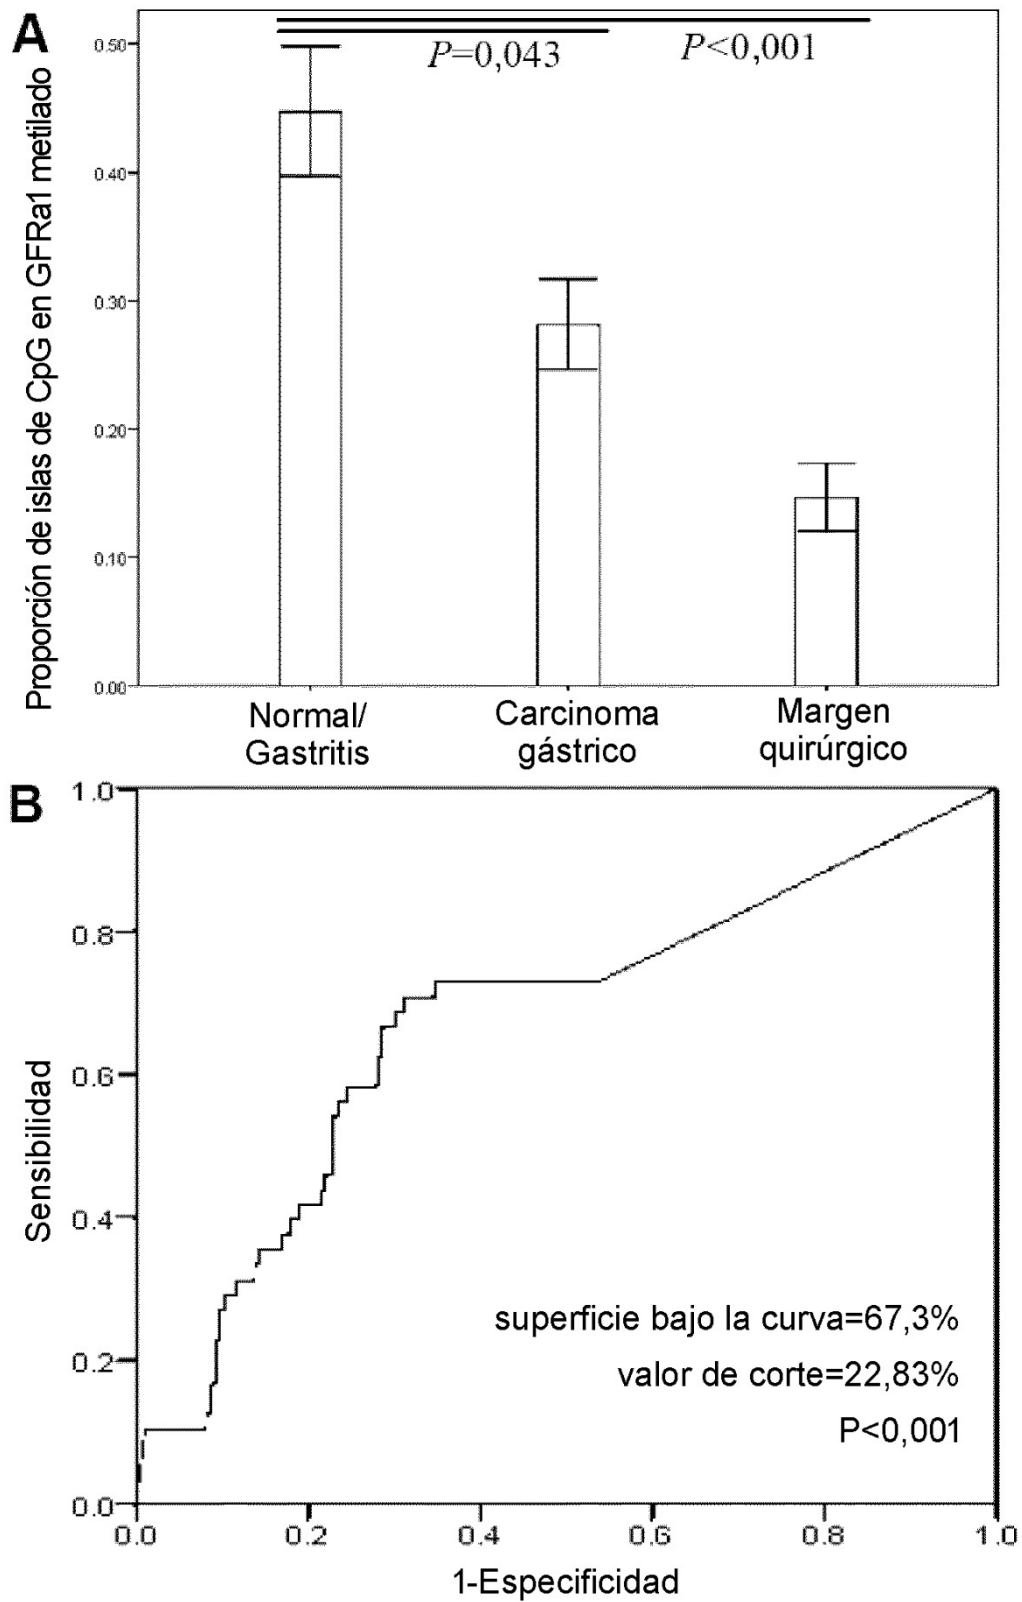 A
Proporción de islas de CpG en GFRa1 metilado
P=0,043
P<0,001
0.50
0.40
0.30
0.20
0.10
0.00
Normal/
Gastritis
Carcinoma
gástrico
Margen
quirúrgico
B
Sensibilidad
1.0
0.8
0.6
0.4
0.2
0.0
superficie bajo la curva=67,3%
valor de corte=22,83%
P<0,001
0.0
0.2
0.4
0.6
0.8
1.0
1-Especificidad